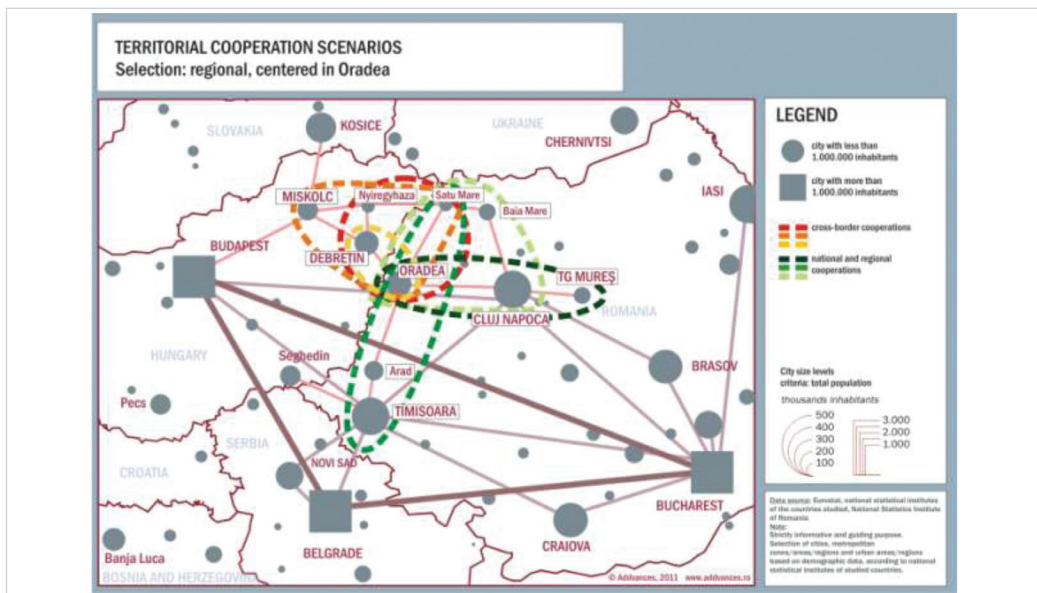 TERRITORIAL COOPERATION SCENARIOS
Selection: regional, centered in Oradea
SLOVAKIA
KOSICE
UKRAINE
CHERNIVTSI
IASI
MISKOLC
Nyiregyhaza
Satu Mare
Baia Mare
BUDAPEST
DEBREȚIN
ORADEA
TG MUREȘ
CLUJ NAPOCA
ROMANIA
HUNGARY
Seghedin
Arad
BRASOV
Pecs
TIMISOARA
SERBIA
CROATIA
NOVI SAD
BUCHAREST
BELGRADE
CRAIOVA
Banja Luca
BOSNIA AND HERZEGOVINA
© Adduances, 2011 www.adduances.ro
LEGEND
city with less than
1.000.000 inhabitants
city with more than
1.000.000 inhabitants
cross-border cooperations
national and regional
cooperations
City size levels
criteria: total population
thousands inhabitants
500
400
300
200
100
3.000
2.000
1.000
Data source: Eurostat, national statistical institutes
of the countries studied, National Statistics Institute
of Romania
Note:
Strictly informative and guiding purpose.
Selection of cities, metropolitan
zones/areas/regions and urban areas/regions
based on demographic data, according to national
statistical institutes of studied countries.